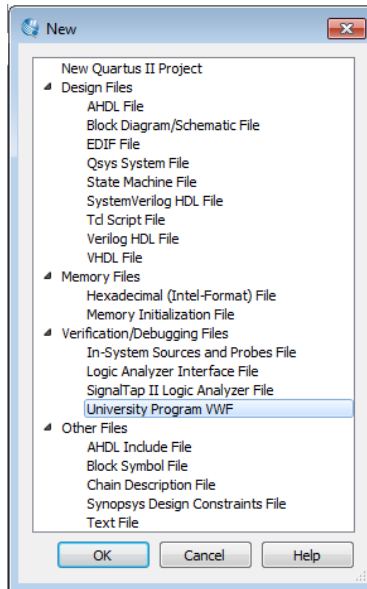 New
New Quartus II Project
Design Files
AHDL File
Block Diagram/Schematic File
EDIF File
Qsys System File
State Machine File
SystemVerilog HDL File
Tcl Script File
Verilog HDL File
VHDL File
Memory Files
Hexadecimal (Intel-Format) File
Memory Initialization File
Verification/Debugging Files
In-System Sources and Probes File
Logic Analyzer Interface File
SignalTap II Logic Analyzer File
University Program VWF
Other Files
AHDL Include File
Block Symbol File
Chain Description File
Synopsys Design Constraints File
Text File
OK Cancel Help